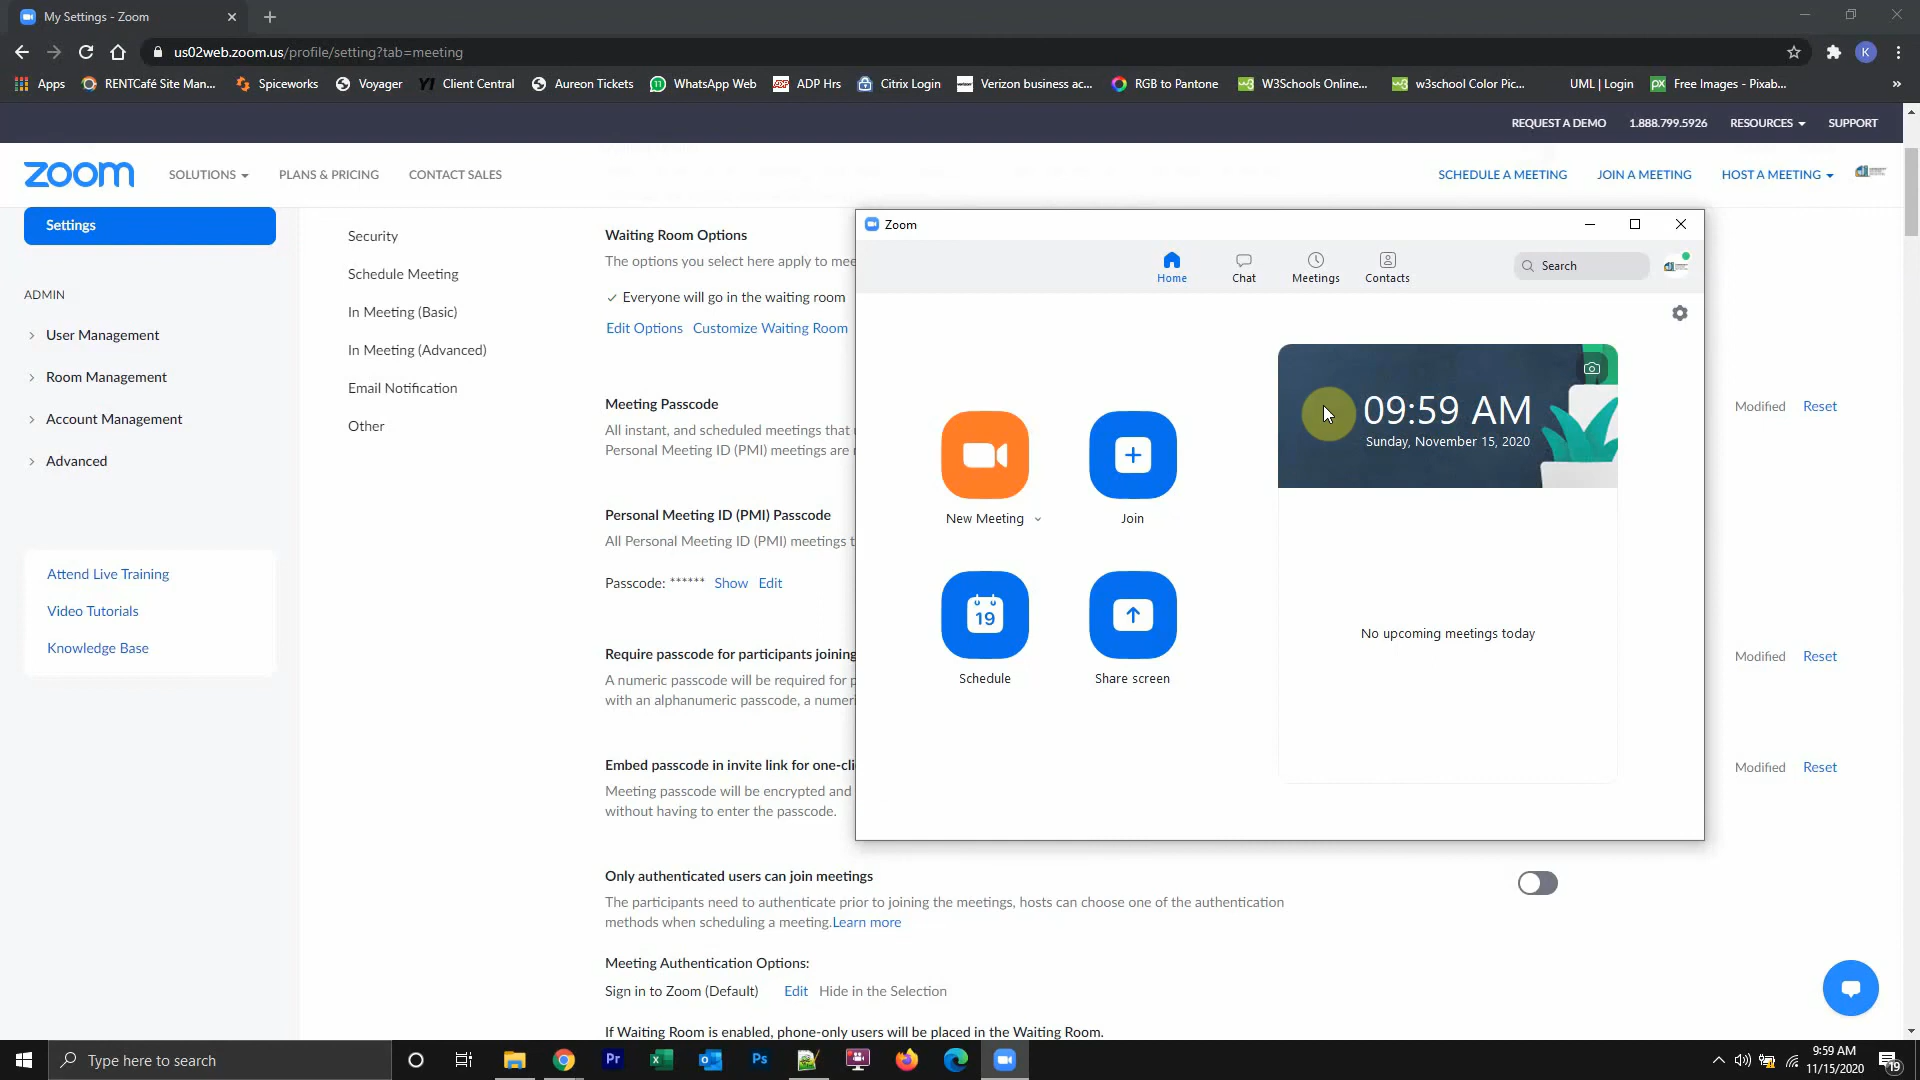 My Settings - Zoom
us02web.zoom.us/profile/setting?tab=meeting
K
Apps
RENTCafé Site Man...
Spiceworks
Voyager
Client Central
Aureon Tickets
WhatsApp Web
ADP Hrs
Citrix Login
Verizon business ac...
RGB to Pantone
W3Schools Online...
w3school Color Pic...
UML | Login
Free Images - Pixab...
REQUEST A DEMO
1.888.799.5926
RESOURCES
SUPPORT
zoom
SOLUTIONS
PLANS & PRICING
CONTACT SALES
SCHEDULE A MEETING
JOIN A MEETING
HOST A MEETING
Settings
ADMIN
User Management
Room Management
Account Management
Advanced
Attend Live Training
Video Tutorials
Knowledge Base
Security
Schedule Meeting
In Meeting (Basic)
In Meeting (Advanced)
Email Notification
Other
Waiting Room Options
The options you select here apply to mee
Everyone will go in the waiting room
Edit Options Customize Waiting Room
Meeting Passcode
All instant, and scheduled meetings that
Personal Meeting ID (PMI) meetings are
Modified Reset
Personal Meeting ID (PMI) Passcode
All Personal Meeting ID (PMI) meetings t
Passcode: ****** Show Edit
Require passcode for participants joining
A numeric passcode will be required for p
with an alphanumeric passcode, a numeri
Modified Reset
Embed passcode in invite link for one-cli
Meeting passcode will be encrypted and
without having to enter the passcode.
Modified Reset
Only authenticated users can join meetings
The participants need to authenticate prior to joining the meetings, hosts can choose one of the authentication
methods when scheduling a meeting.Learn more
Meeting Authentication Options:
Sign in to Zoom (Default) Edit Hide in the Selection
If Waiting Room is enabled, phone-only users will be placed in the Waiting Room.
Zoom
Home
Chat
Meetings
Contacts
Search
09:59 AM
Sunday, November 15, 2020
New Meeting
Join
19
Schedule
Share screen
No upcoming meetings today
Type here to search
Pr
Ps
9:59 AM
11/15/2020
19